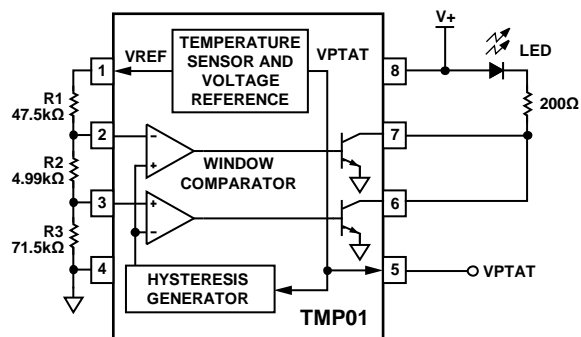 V+
TEMPERATURE
SENSOR AND
VOLTAGE
REFERENCE
VREF
VPTAT
LED
1
8
R1
47.5kΩ
200Ω
2
7
R2
4.99kΩ
WINDOW
COMPARATOR
3
6
R3
71.5kΩ
4
5
VPTAT
HYSTERESIS
GENERATOR
TMP01